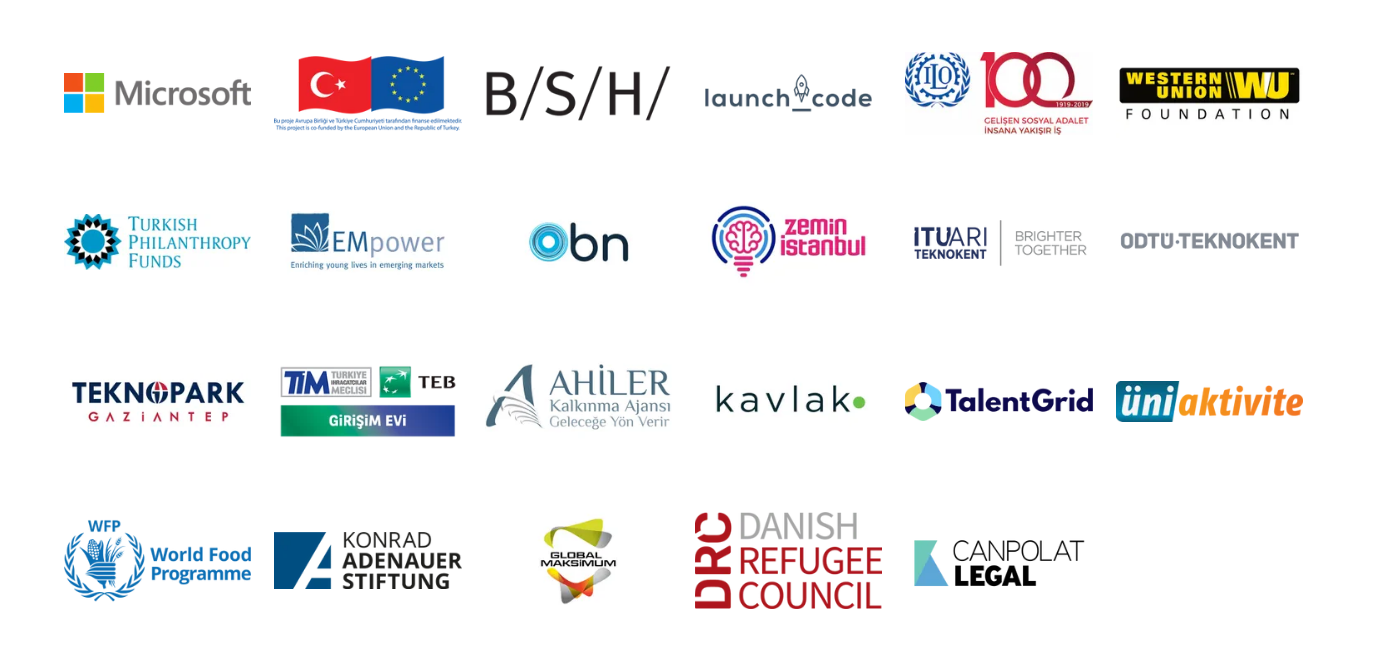 Microsoft
Bu proje Avrupa Birliği ve Türkiye Cumhuriyeti tarafından finanse edilmektedir.
This project is co-funded by the European Union and the Republic of Turkey.
B/S/H/
launch code
ILO
100
1919-2019
GELİŞEN SOSYAL ADALET
İNSANA YAKIŞIR İŞ
WESTERN
UNION WU
FOUNDATION
TURKISH
PHILANTHROPY
FUNDS
EMpower
Enriching young lives in emerging markets
bn
zemin
istanbul
ITUARI
TEKNOKENT
BRIGHTER
TOGETHER
ODTÜ·TEKNOKENT
TEKNOPARK
GAZİANTEP
TİM
TÜRKİYE
İHRACATÇILAR
MECLİSİ
TEB
GİRİŞİM EVİ
AHİLER
Kalkınma Ajansı
Geleceğe Yön Verir
kavlak
TalentGrid
üniaktivite
WFP
World Food
Programme
KONRAD
ADENAUER
STIFTUNG
GLOBAL
MAKSIMUM
DRC
DANISH
REFUGEE
COUNCIL
CANPOLAT
LEGAL